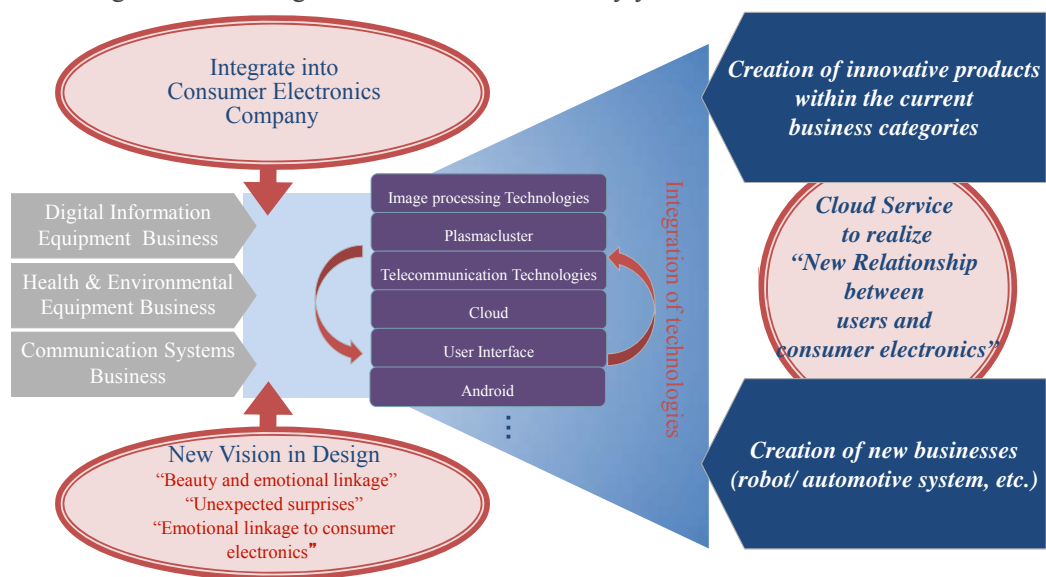 Integrate into
Consumer Electronics
Company
Digital Information
Equipment Business
Health & Environmental
Equipment Business
Communication Systems
Business
New Vision in Design
“Beauty and emotional linkage”
“Unexpected surprises”
“Emotional linkage to consumer
electronics”
Image processing Technologies
Plasmacluster
Telecommunication Technologies
Cloud
User Interface
Android
...
Integration of technologies
Creation of innovative products
within the current
business categories
Cloud Service
to realize
“New Relationship
between
users and
consumer electronics”
Creation of new businesses
(robot/ automotive system, etc.)